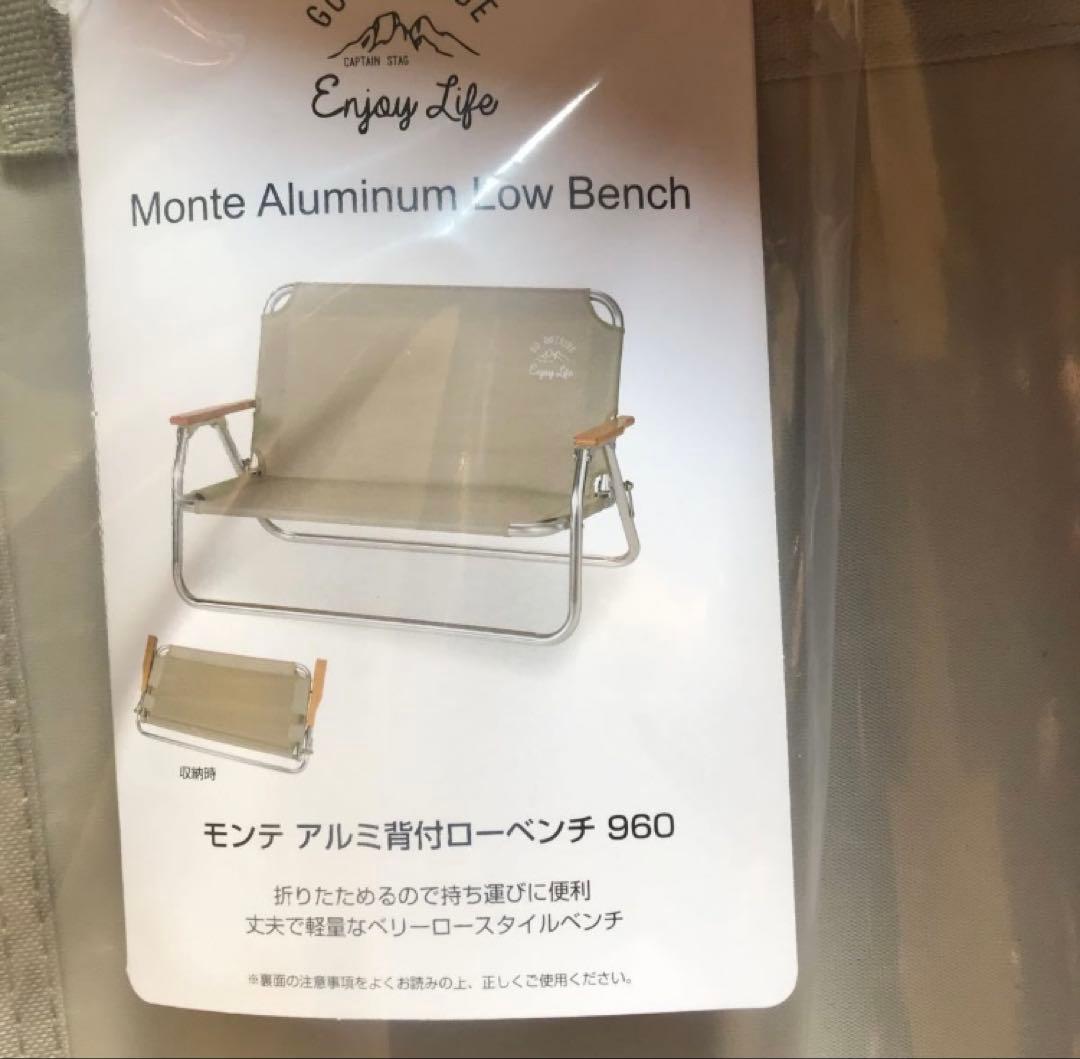 CAPTAIN STAG
Enjoy Life
Monte Aluminum Low Bench
GO OUTSIDE
Enjoy Life
収納時
モンテ アルミ背付ローベンチ 960
折りたためるので持ち運びに便利
丈夫で軽量なベリーロースタイルベンチ
※裏面の注意事項をよくお読みの上、正しくご使用ください。